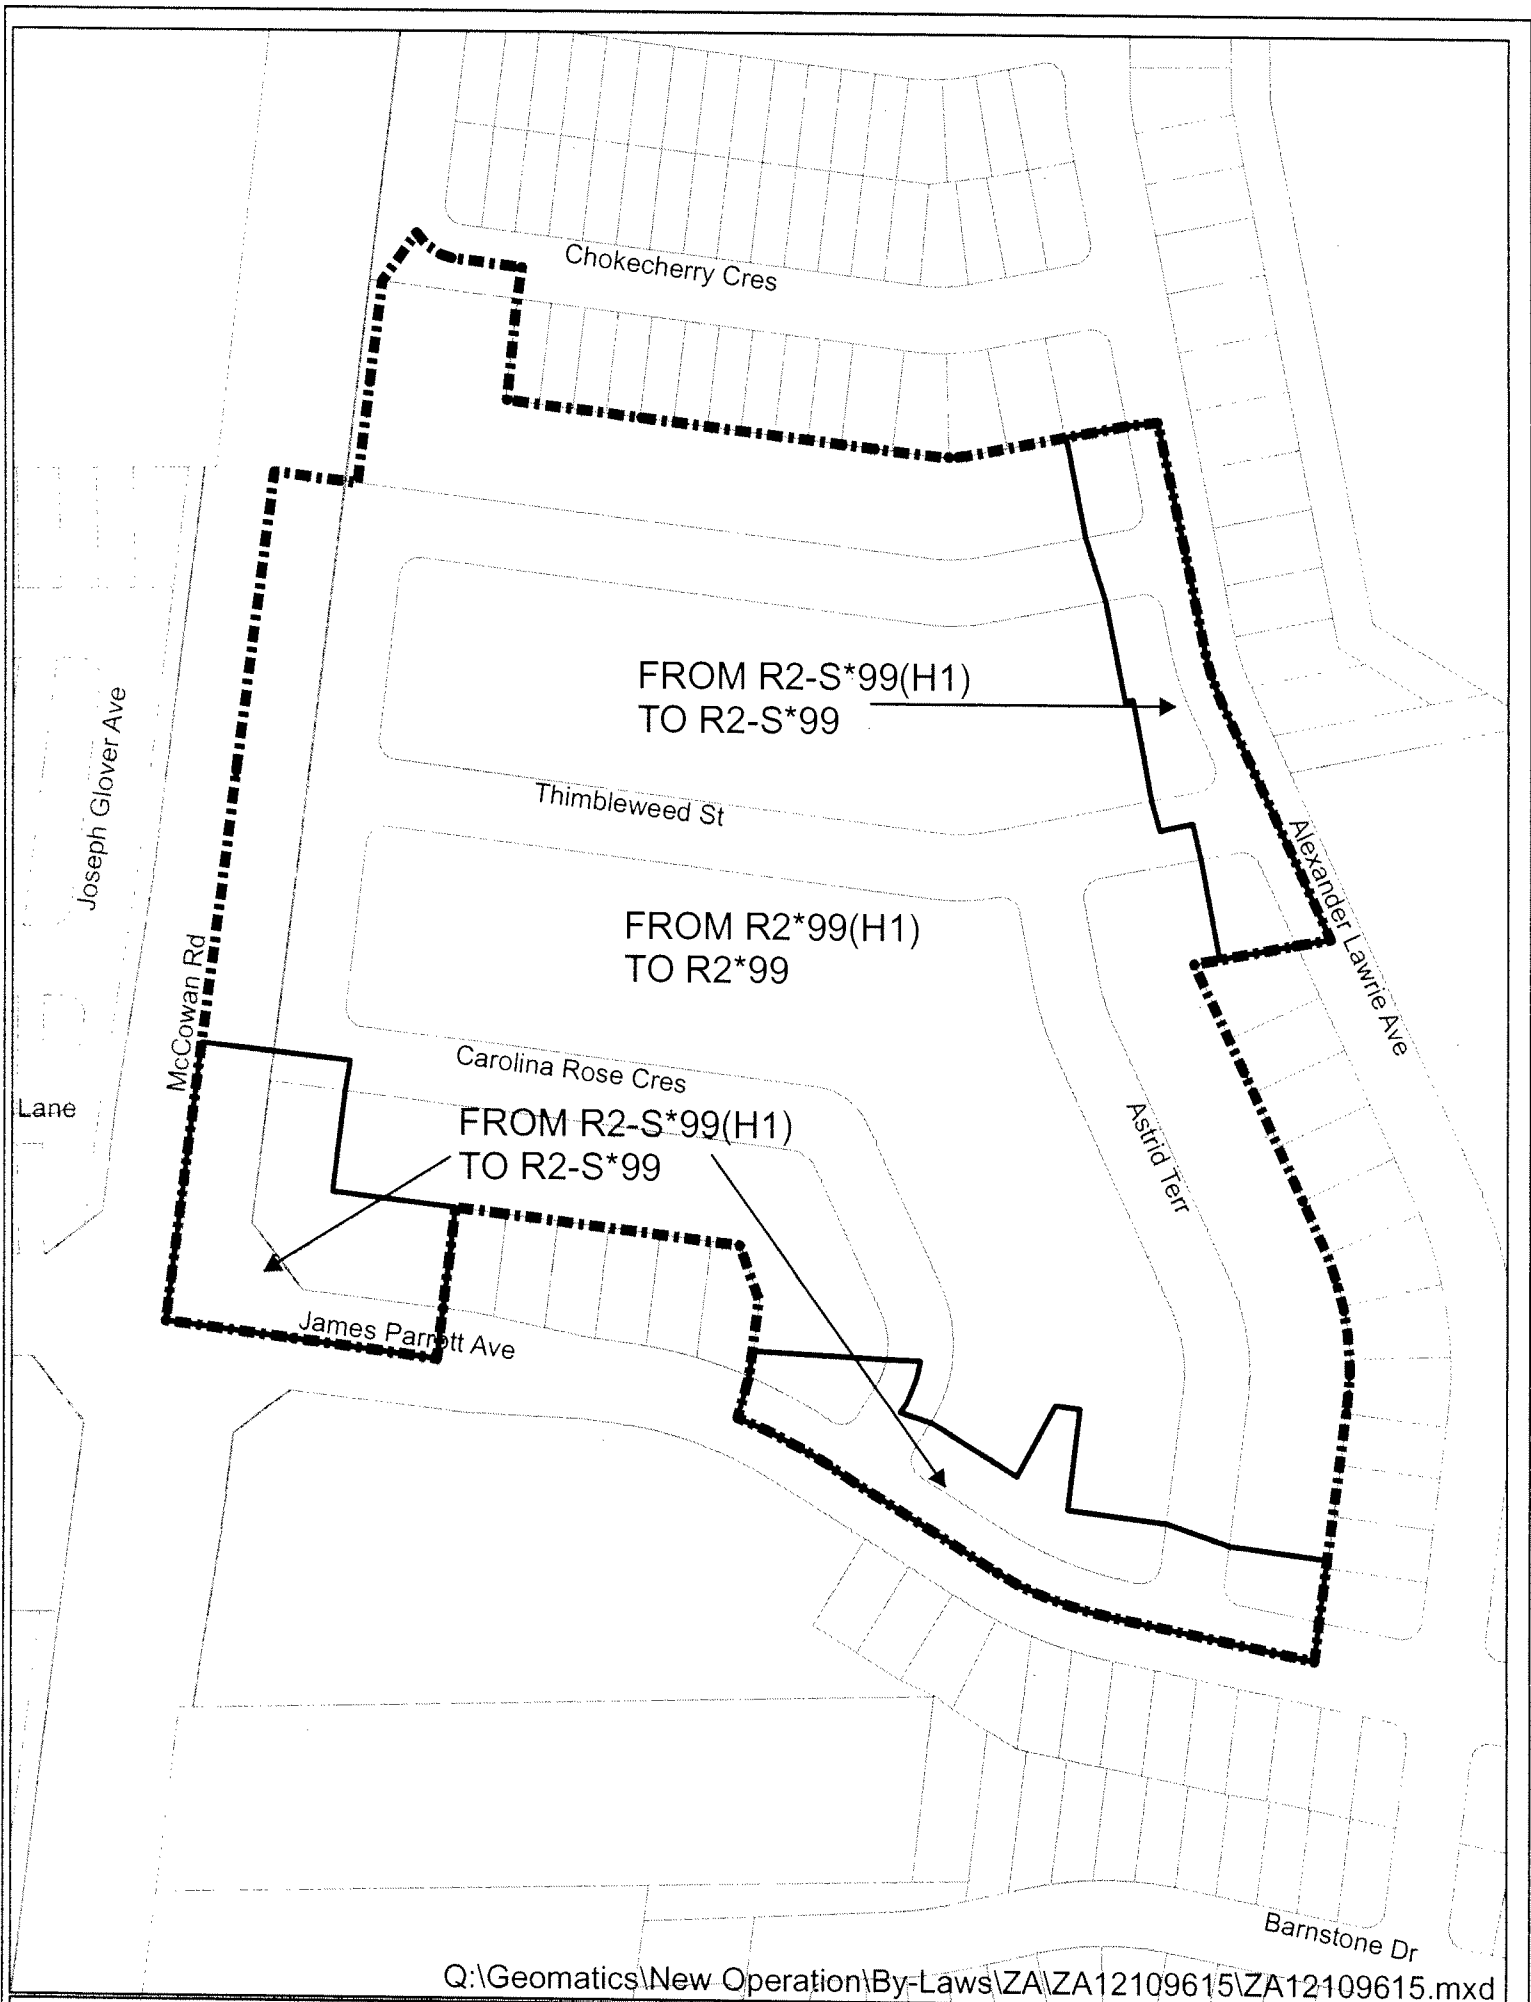 Chokecherry Cres
FROM R2-S*99(H1)
TO R2-S*99
Joseph Glover Ave
Thimbleweed St
Alexander Lawrie Ave
FROM R2*99(H1)
TO R2*99
McCowan Rd
Carolina Rose Cres
Lane
FROM R2-S*99(H1)
TO R2-S*99
Astrid Terr
James Parrott Ave
Barnstone Dr
Q:\Geomatics\New Operation\By-Laws\ZA\ZA12109615\ZA12109615.mxd